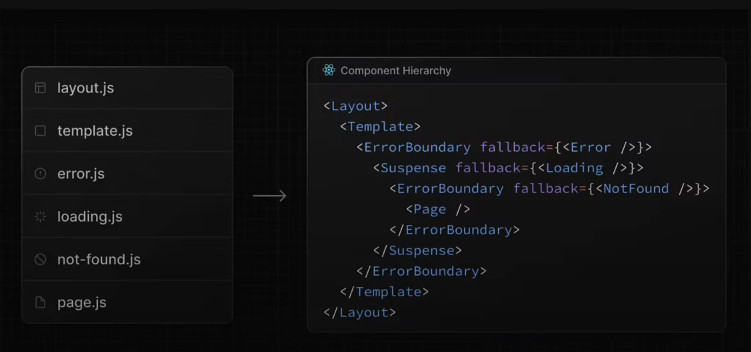 layout.js
template.js
error.js
loading.js
not-found.js
page.js
Component Hierarchy
<Layout>
<Template>
<ErrorBoundary fallback={<Error />}>
<Suspense fallback={<Loading />}>
<ErrorBoundary fallback={<NotFound />}>
<Page />
</ErrorBoundary>
</Suspense>
</ErrorBoundary>
</Template>
</Layout>